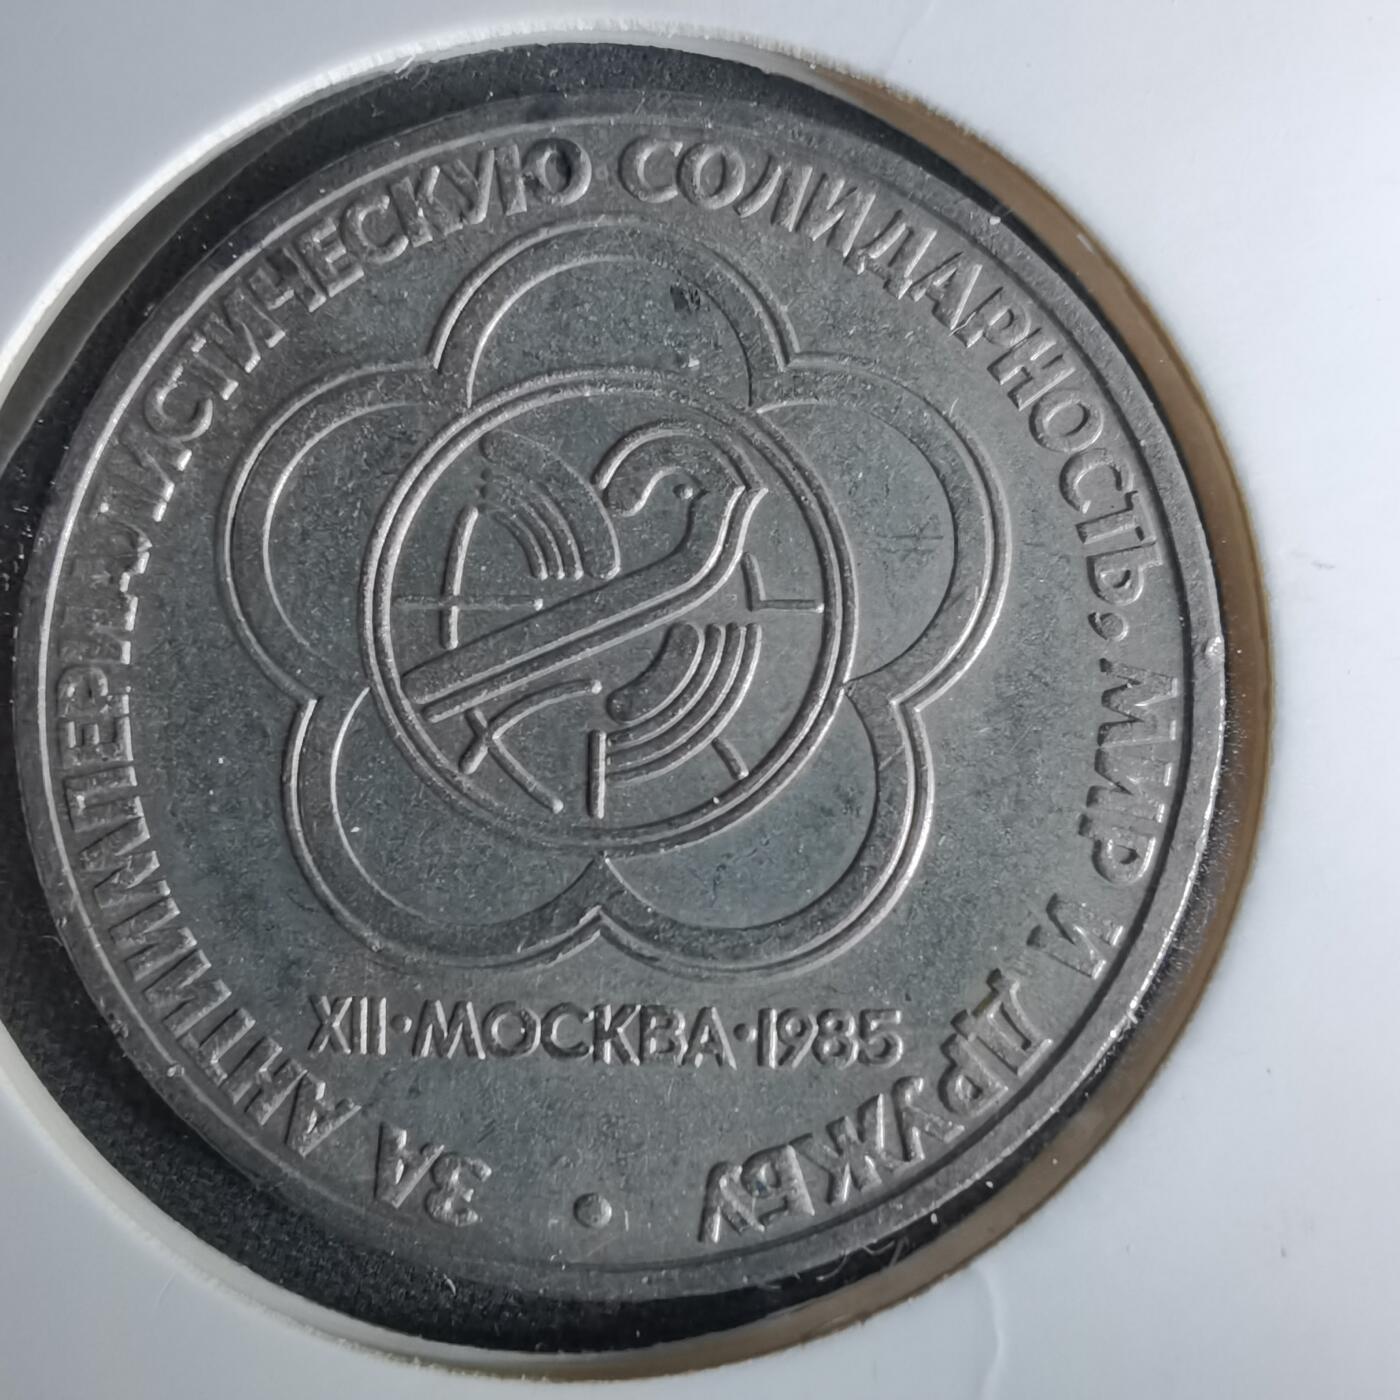 ЗА АНТИИМПЕРИАЛИСТИЧЕСКУЮ СОЛИДАРНОСТЬ, МИР И ДРУЖБУ
XII·МОСКВА·1985